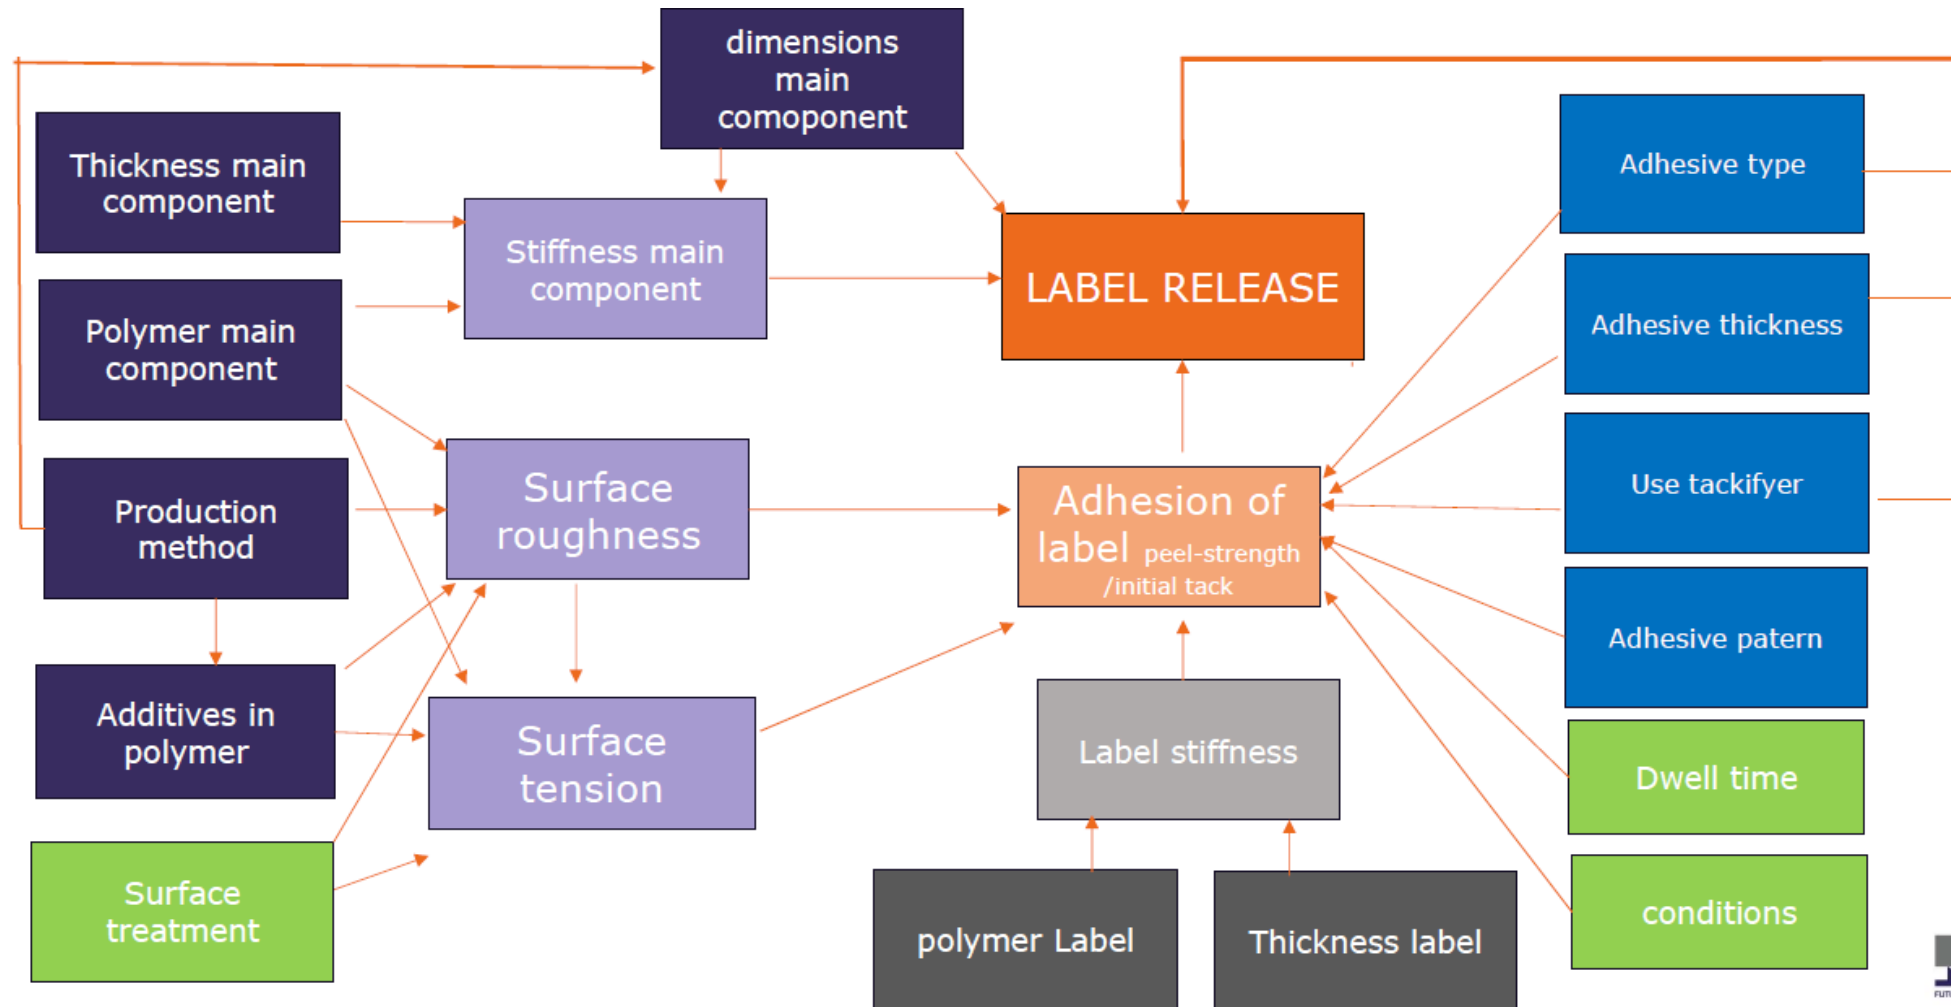 dimensions
main
comoponent
Thickness main
component
Adhesive type
Stiffness main
component
LABEL RELEASE
Polymer main
component
Adhesive thickness
Production
method
Surface
roughness
Adhesion of
label peel-strength
/initial tack
Use tackifyer
Adhesive patern
Additives in
polymer
Surface
tension
Label stiffness
Dwell time
Surface
treatment
polymer Label
Thickness label
conditions
FUT